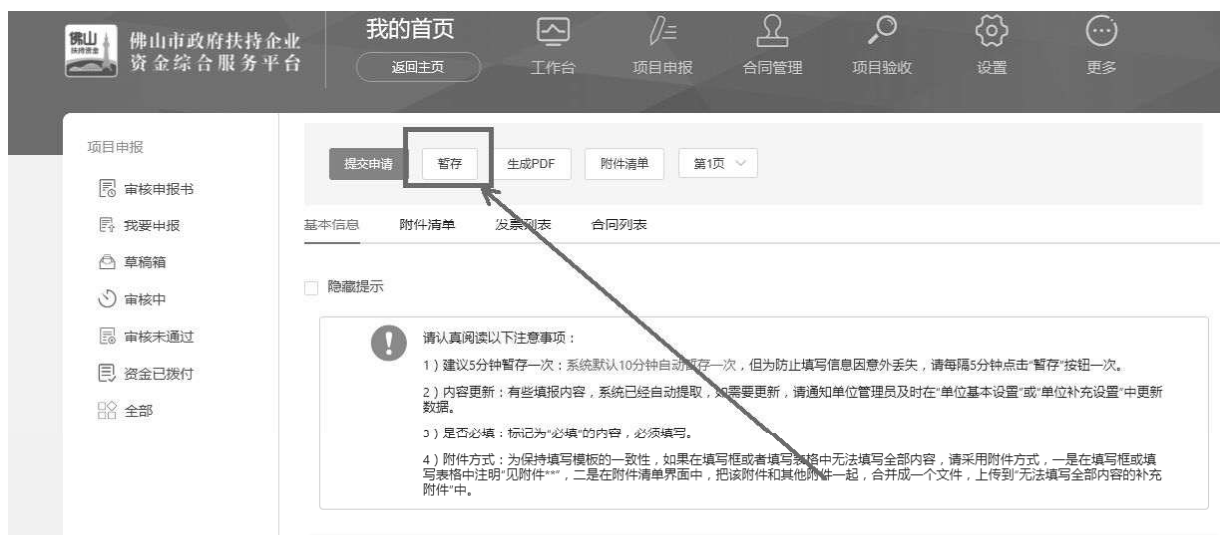 佛山
扶持资金
佛山市政府扶持企业
资金综合服务平台
我的首页
返回主页
工作台
项目申报
合同管理
项目验收
设置
更多
项目申报
审核申报书
我要申报
草稿箱
审核中
审核未通过
资金已拨付
全部
提交申请
暂存
生成PDF
附件清单
第1页
基本信息
附件清单
发票列表
合同列表
隐藏提示
请认真阅读以下注意事项：
1）建议5分钟暂存一次：系统默认10分钟自动暂存一次，但为防止填写信息因意外丢失，请每隔5分钟点击“暂存”按钮一次。
2）内容更新：有些填报内容，系统已经自动提取，如需要更新，请通知单位管理员及时在“单位基本设置”或“单位补充设置”中更新
数据。
3）是否必填：标记为“必填”的内容，必须填写。
4）附件方式：为保持填写模板的一致性，如果在填写框或者填写表格中无法填写全部内容，请采用附件方式，一是在填写框或填
写表格中注明“见附件**”，二是在附件清单界面中，把该附件和其他附件一起，合并成一个文件，上传到“无法填写全部内容的补充
附件”中。